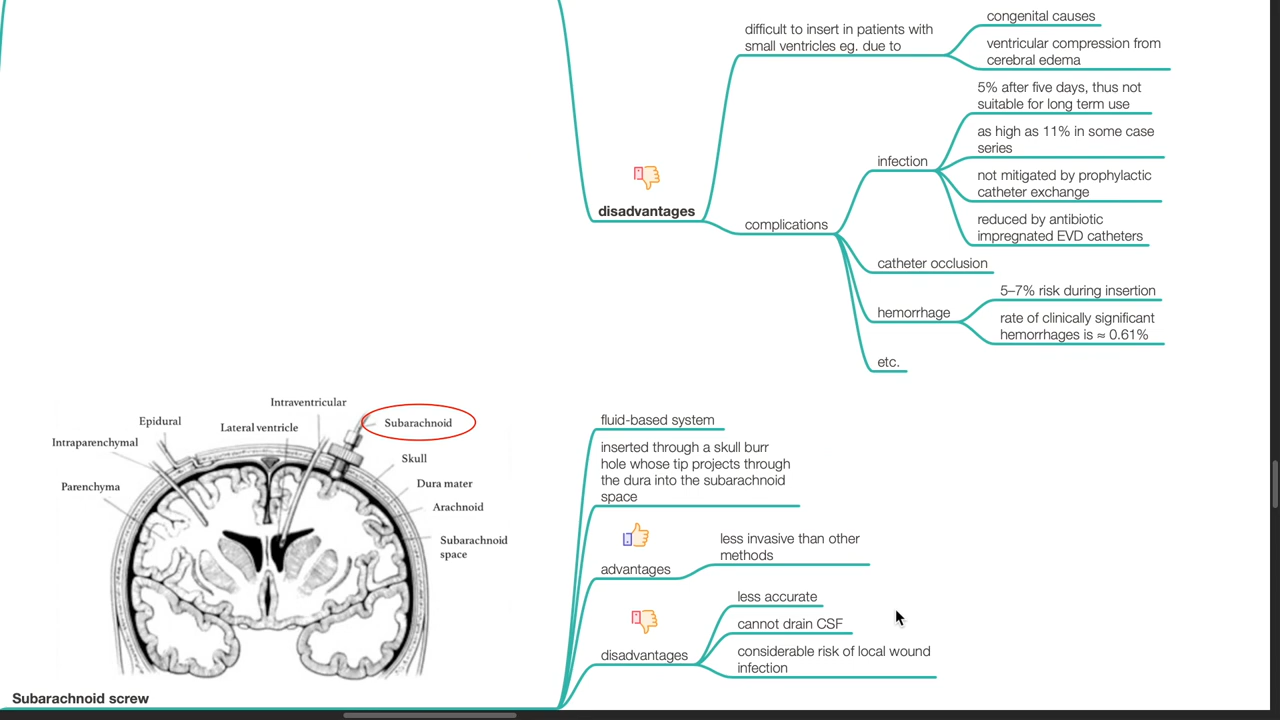 difficult to insert in patients with
small ventricles eg. due to
congenital causes
ventricular compression from
cerebral edema
disadvantages
complications
infection
5% after five days, thus not
suitable for long term use
as high as 11% in some case
series
not mitigated by prophylactic
catheter exchange
reduced by antibiotic
impregnated EVD catheters
catheter occlusion
hemorrhage
5–7% risk during insertion
rate of clinically significant
hemorrhages is ≈ 0.61%
etc.
Intraventricular
Epidural
Subarachnoid
Lateral ventricle
Intraparenchymal
Skull
Parenchyma
Dura mater
Arachnoid
Subarachnoid
space
Subarachnoid screw
fluid-based system
inserted through a skull burr
hole whose tip projects through
the dura into the subarachnoid
space
advantages
less invasive than other
methods
disadvantages
less accurate
cannot drain CSF
considerable risk of local wound
infection